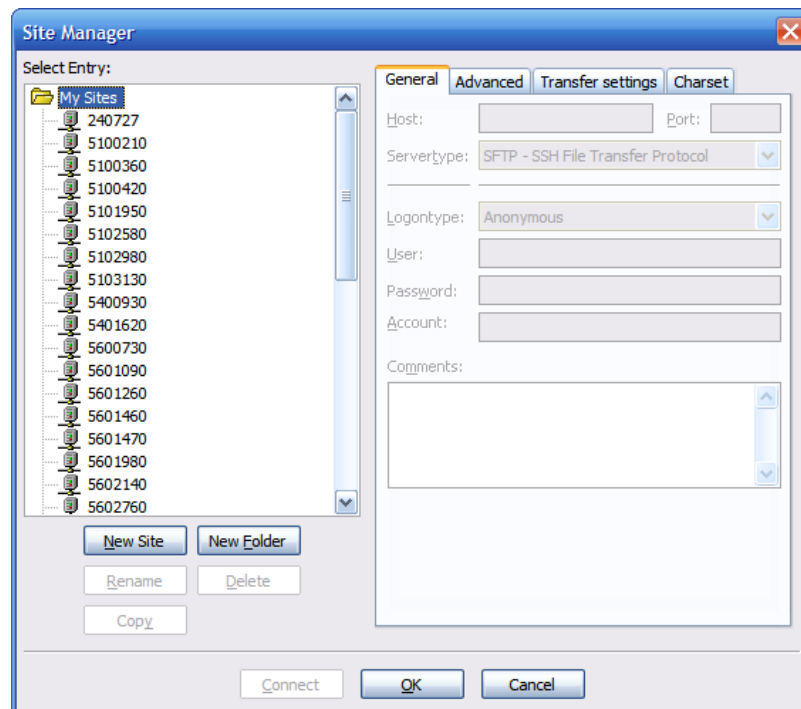 Site Manager
Select Entry:
My Sites
240727
5100210
5100360
5100420
5101950
5102580
5102980
5103130
5400930
5401620
5600730
5601090
5601260
5601460
5601470
5601980
5602140
5602760
New Site New Folder
Rename Delete
Copy
General Advanced Transfer settings Charset
Host: Port:
Servertype: SFTP - SSH File Transfer Protocol
Logontype: Anonymous
User:
Password:
Account:
Comments:
Connect OK Cancel